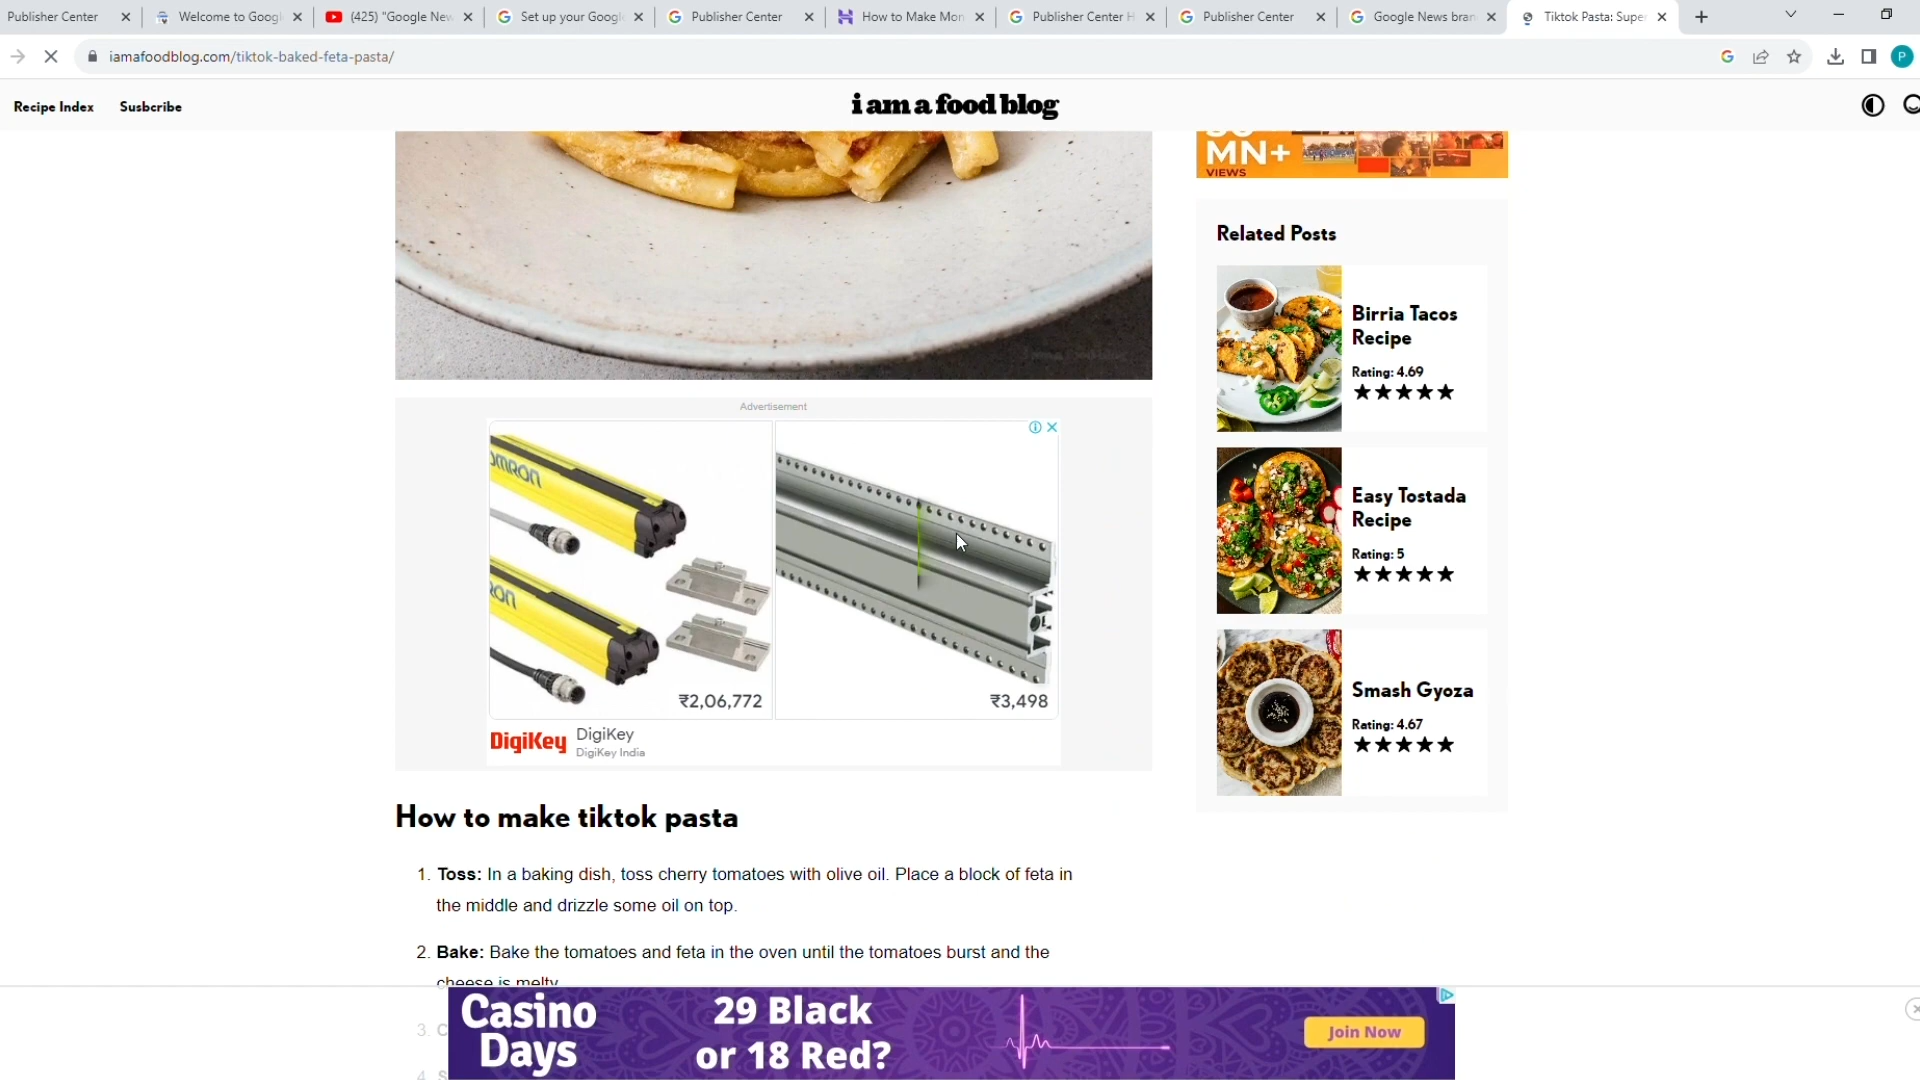 Publisher Center
Welcome to Googl
(425) "Google New
Set up your Googl
Publisher Center
How to Make Mon
Publisher Center H
Publisher Center
Google News bran
Tiktok Pasta: Supe
iamafoodblog.com/tiktok-baked-feta-pasta/
P
Recipe Index
Susbcribe
i am a food blog
MN+
VIEWS
Related Posts
Birria Tacos
Recipe
Rating: 4.69
Easy Tostada
Recipe
Rating: 5
Smash Gyoza
Rating: 4.67
Advertisement
OMRON
₹2,06,772
₹3,498
DigiKey
DigiKey
DigiKey India
How to make tiktok pasta
1. Toss: In a baking dish, toss cherry tomatoes with olive oil. Place a block of feta in
the middle and drizzle some oil on top.
2. Bake: Bake the tomatoes and feta in the oven until the tomatoes burst and the
cheese is melty.
3. C
4. S
Casino
Days
29 Black
or 18 Red?
Join Now